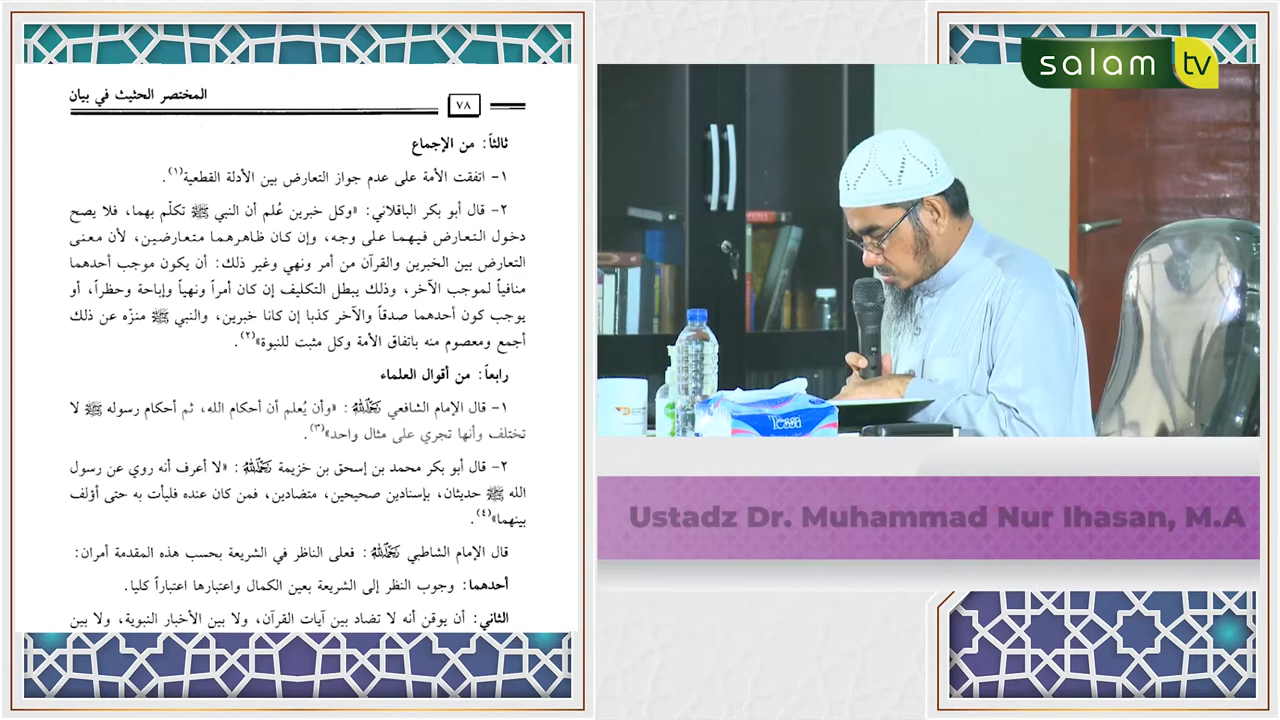 المختصر الحثيث في بيان
٧٨
ثالثاً: من الإجماع
١- اتفقت الأمة على عدم جواز التعارض بين الأدلة القطعية(١).
٢- قال أبو بكر الباقلاني: «وكل خبرين عُلم أن النبي ﷺ تكلّم بهما، فلا يصح
دخول التعارض فيهما على وجه، وإن كان ظاهرهما متعارضين، لأن معنى
التعارض بين الخبرين والقرآن من أمر ونهي وغير ذلك: أن يكون موجب أحدهما
منافياً لموجب الآخر، وذلك يبطل التكليف إن كان أمراً ونهياً وإباحة وحظراً، أو
يوجب كون أحدهما صدقاً والآخر كذبا إن كانا خبرين، والنبي ﷺ منزّه عن ذلك
أجمع ومعصوم منه باتفاق الأمة وكل مثبت للنبوة»(٢).
رابعاً: من أقوال العلماء
١- قال الإمام الشافعي رَحِمَهُ اللهُ: «وأن يُعلم أن أحكام الله، ثم أحكام رسوله ﷺ لا
تختلف وأنها تجري على مثال واحد»(٣).
٢- قال أبو بكر محمد بن إسحق بن خزيمة رَحِمَهُ اللهُ: «لا أعرف أنه روي عن رسول
الله ﷺ حديثان، بإسنادين صحيحين، متضادين، فمن كان عنده فليأت به حتى أؤلف
بينهما»(٤).
قال الإمام الشاطبي رَحِمَهُ اللهُ: فعلى الناظر في الشريعة بحسب هذه المقدمة أمران:
أحدهما: وجوب النظر إلى الشريعة بعين الكمال واعتبارها اعتباراً كليا.
الثاني: أن يوقن أنه لا تضاد بين آيات القرآن، ولا بين الأخبار النبوية، ولا بين
salam tv
Tessa
Ustadz Dr. Muhammad Nur Ihasan, M.A